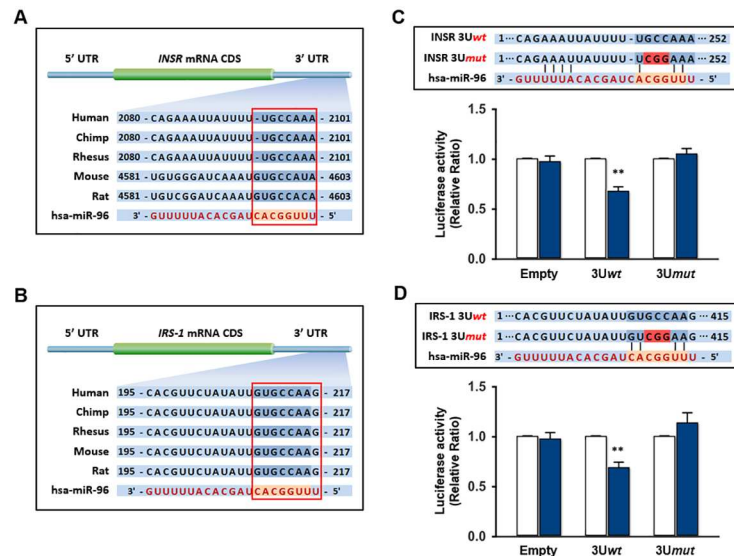 A
5' UTR INSR mRNA CDS 3' UTR
Human 2080 - CAGAAAUUAUUUU-UGCCAAA - 2101
Chimp 2080 - CAGAAAUUAUUUU-UGCCAAA - 2101
Rhesus 2080 - CAGAAAUUAUUUU-UGCCAAA - 2101
Mouse 4581 - UGUGGGAUCAAAUGUGCCAUA - 4603
Rat 4581 - UGUCGGAUCAAAUGUGCCACA - 4603
hsa-miR-96 3' - GUUUUUACACGAUCACGGUUU - 5'
B
5' UTR IRS-1 mRNA CDS 3' UTR
Human 195 - CACGUUCUAUAUUGUGCCAAG - 217
Chimp 195 - CACGUUCUAUAUUGUGCCAAG - 217
Rhesus 195 - CACGUUCUAUAUUGUGCCAAG - 217
Mouse 195 - CACGUUCUAUAUUGUGCCAAG - 217
Rat 195 - CACGUUCUAUAUUGUGCCAAG - 217
hsa-miR-96 3' - GUUUUUACACGAUCACGGUUU - 5'
C
INSR 3Uwt 1··· CAGAAAUUAUUUU - UGCCAAA ··· 252
INSR 3Umut 1··· CAGAAAUUAUUUU - UCGGAAA ··· 252
hsa-miR-96 3' - GUUUUUACACGAUCACGGUUU - 5'
Luciferase activity
(Relative Ratio)
1.5
1.0
0.5
0
**
Empty 3Uwt 3Umut
D
IRS-1 3Uwt 1··· CACGUUCUAUAUUGUGCCAAG ··· 415
IRS-1 3Umut 1··· CACGUUCUAUAUUGUCGGAAG ··· 415
hsa-miR-96 3' - GUUUUUACACGAUCACGGUUU - 5'
Luciferase activity
(Relative Ratio)
1.5
1.0
0.5
0
**
Empty 3Uwt 3Umut